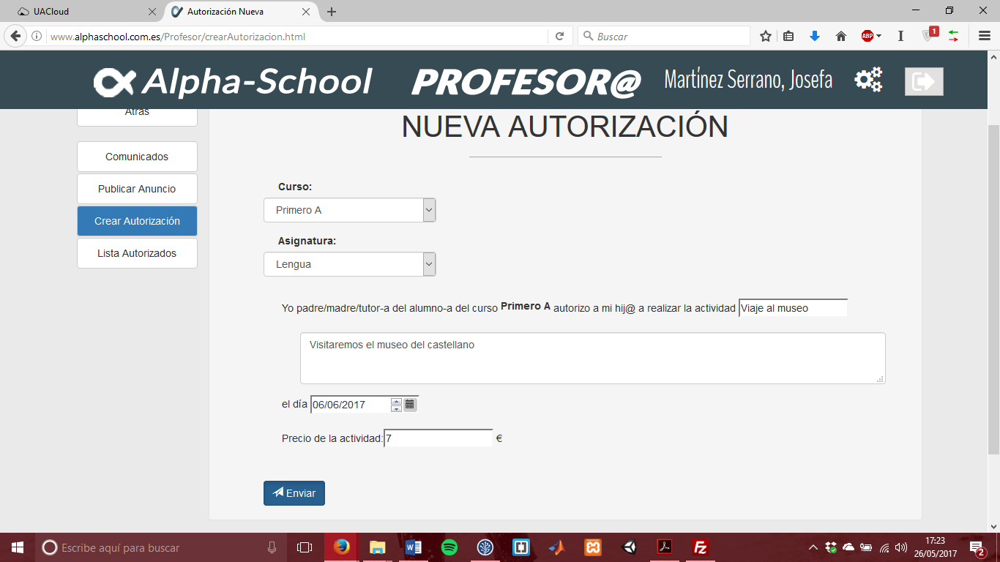 UACloud
Autorización Nueva
www.alphaschool.com.es/Profesor/crearAutorizacion.html
Buscar
ABP
1
Alpha-School
PROFESOR@
Martínez Serrano, Josefa
Atrás
Comunicados
Publicar Anuncio
Crear Autorización
Lista Autorizados
NUEVA AUTORIZACIÓN
Curso:
Primero A
Asignatura:
Lengua
Yo padre/madre/tutor-a del alumno-a del curso Primero A autorizo a mi hij@ a realizar la actividad Viaje al museo
Visitaremos el museo del castellano
el día 06/06/2017
Precio de la actividad: 7 €
Enviar
Escribe aquí para buscar
17:23
26/05/2017
2